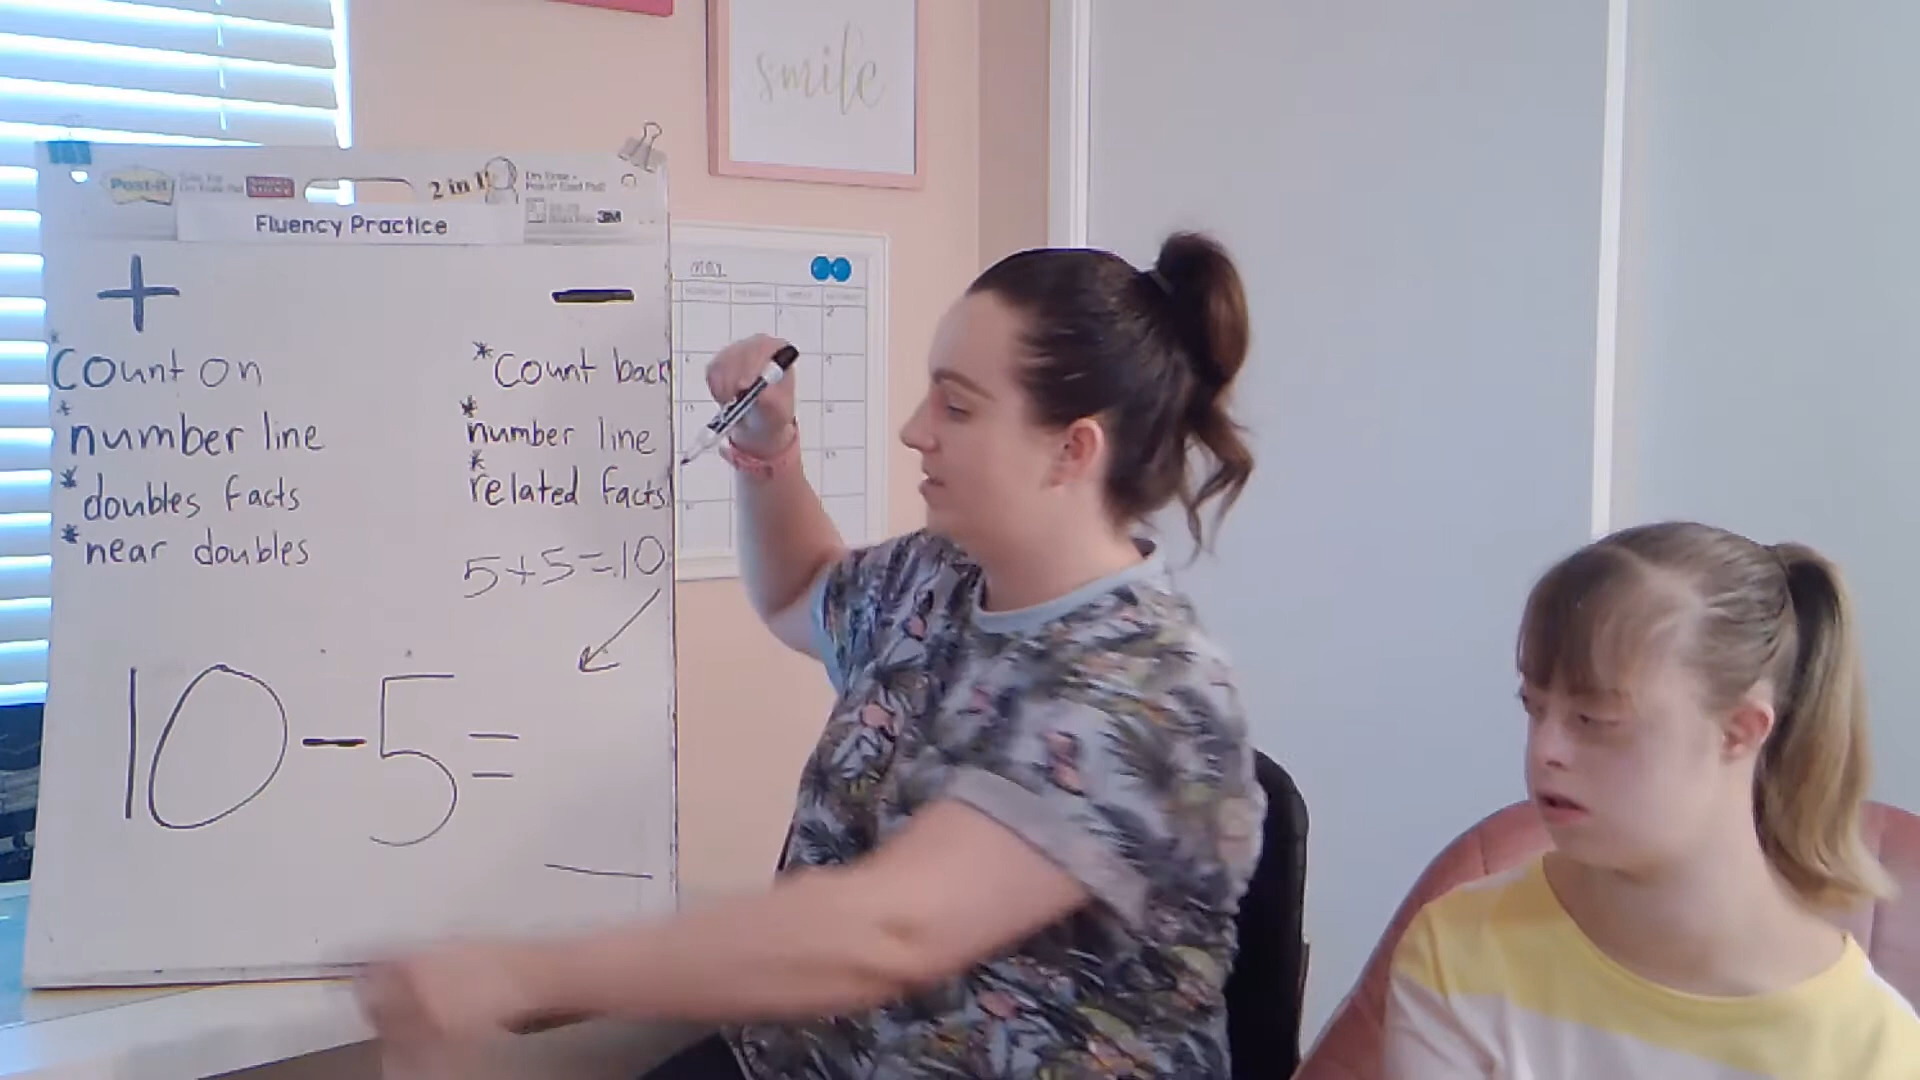 smile
Post-it
2 in 1
3M
Fluency Practice
+ −
*Count on
*number line
*doubles facts
*near doubles
*Count back
*number line
*related facts
5+5=10
10-5=
May